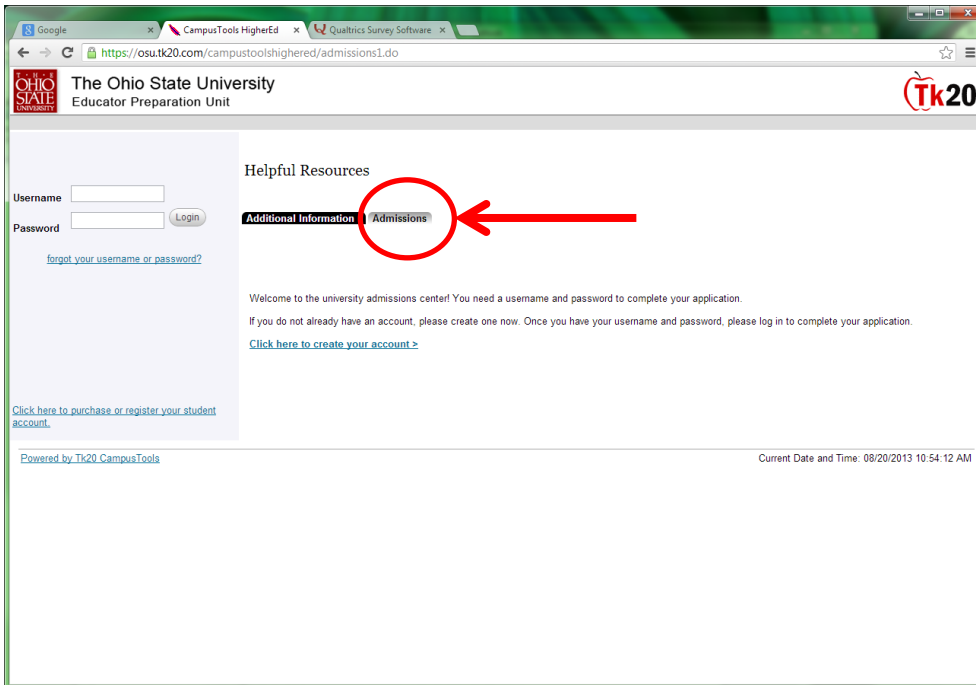 Google
CampusTools HigherEd
Qualtrics Survey Software
https://osu.tk20.com/campustoolshighered/admissions1.do
T · H · E
OHIO
STATE
UNIVERSITY
The Ohio State University
Educator Preparation Unit
Tk20
Helpful Resources
Username
Password
Login
forgot your username or password?
Additional Information
Admissions
Welcome to the university admissions center! You need a username and password to complete your application.
If you do not already have an account, please create one now. Once you have your username and password, please log in to complete your application.
Click here to create your account >
Click here to purchase or register your student
account.
Powered by Tk20 CampusTools
Current Date and Time: 08/20/2013 10:54:12 AM